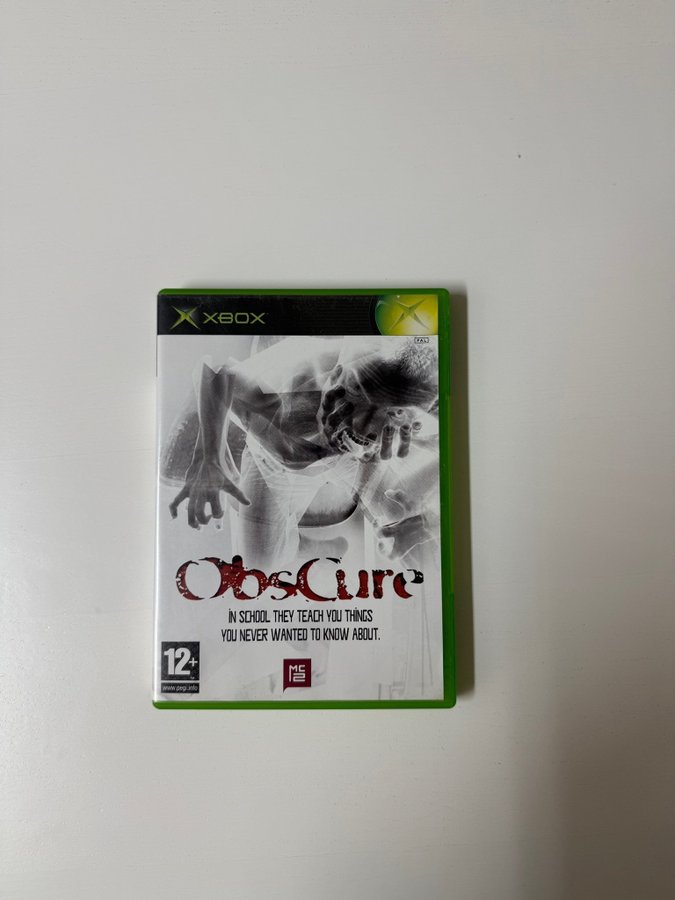 XBOX
PAL
ObsCure
IN SCHOOL THEY TEACH YOU THINGS
YOU NEVER WANTED TO KNOW ABOUT.
12+
www.pegi.info
MC2